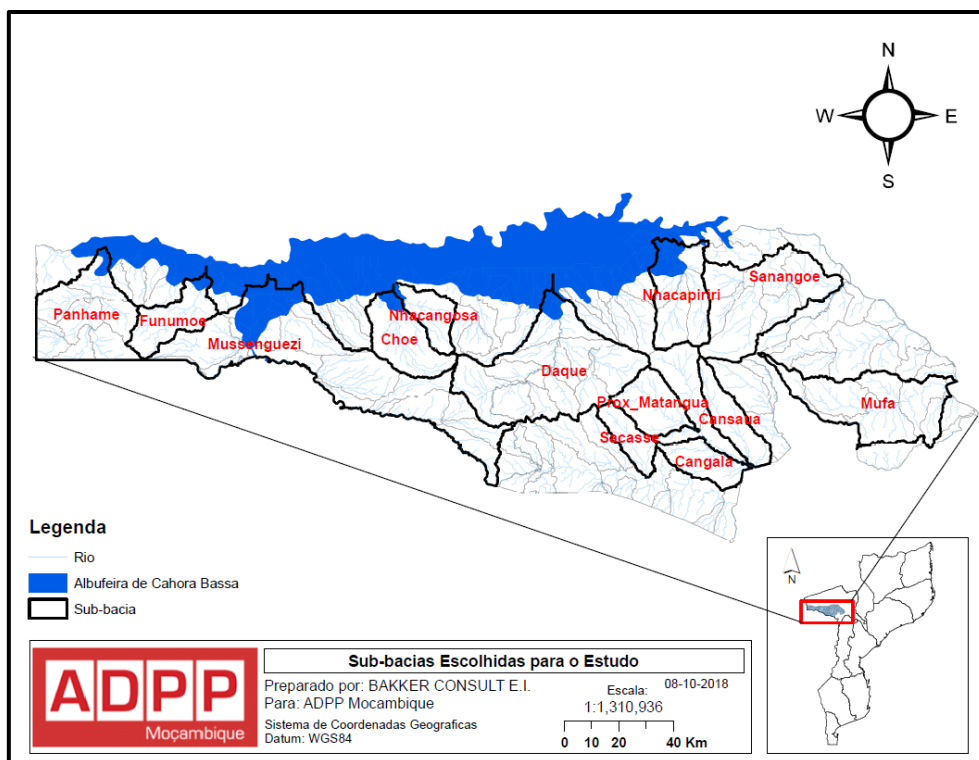 N
W
E
S
Sanangoe
Nhacapiriri
Panhame
Funumoe
Nhacangosa
Choe
Mussenguezi
Daque
Prox_Matangua
Mufa
Cansaua
Sacasse
Cangala
Legenda
Rio
Albufeira de Cahora Bassa
Sub-bacia
N
ADPP
Moçambique
Sub-bacias Escolhidas para o Estudo
Preparado por: BAKKER CONSULT E.I.
Para: ADPP Mocambique
Sistema de Coordenadas Geograficas
Datum: WGS84
Escala:
08-10-2018
1:1,310,936
0 10 20 40 Km